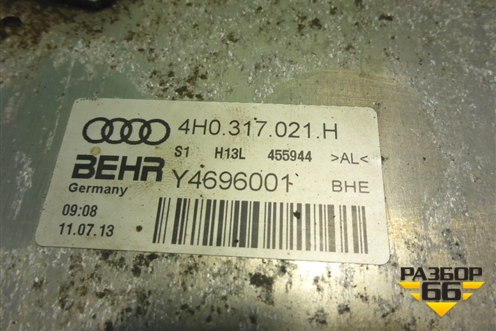 4H0.317.021.H
S1 H13L 455944 >AL<
BEHR Y4696001 BHE
Germany
09:08
11.07.13
РАЗБОР
66